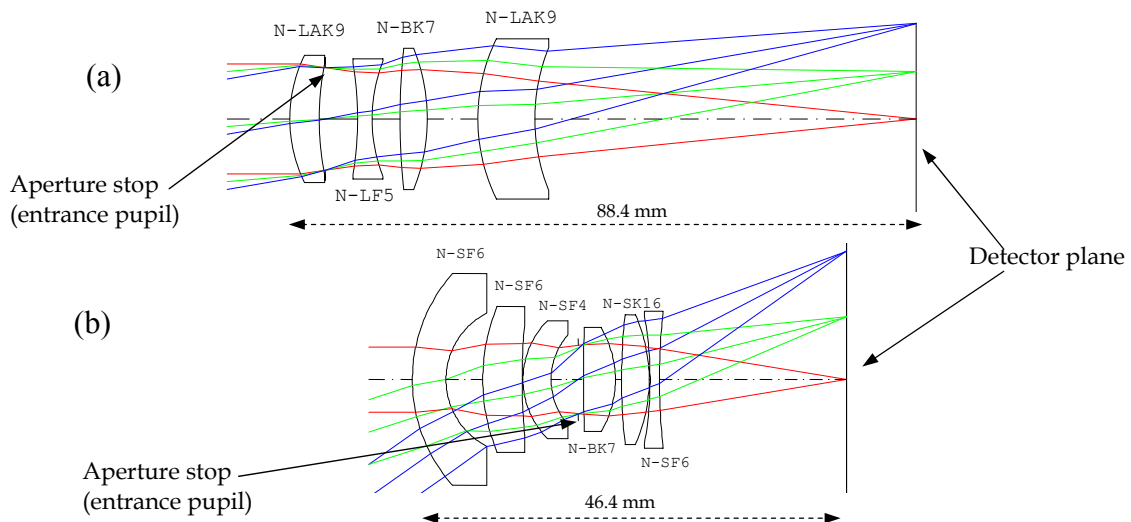 N-LAK9
N-BK7
N-LAK9
(a)
Aperture stop
(entrance pupil)
N-LF5
88.4 mm
Detector plane
N-SF6
N-SF6
N-SF4
N-SK16
(b)
N-BK7
N-SF6
Aperture stop
(entrance pupil)
46.4 mm